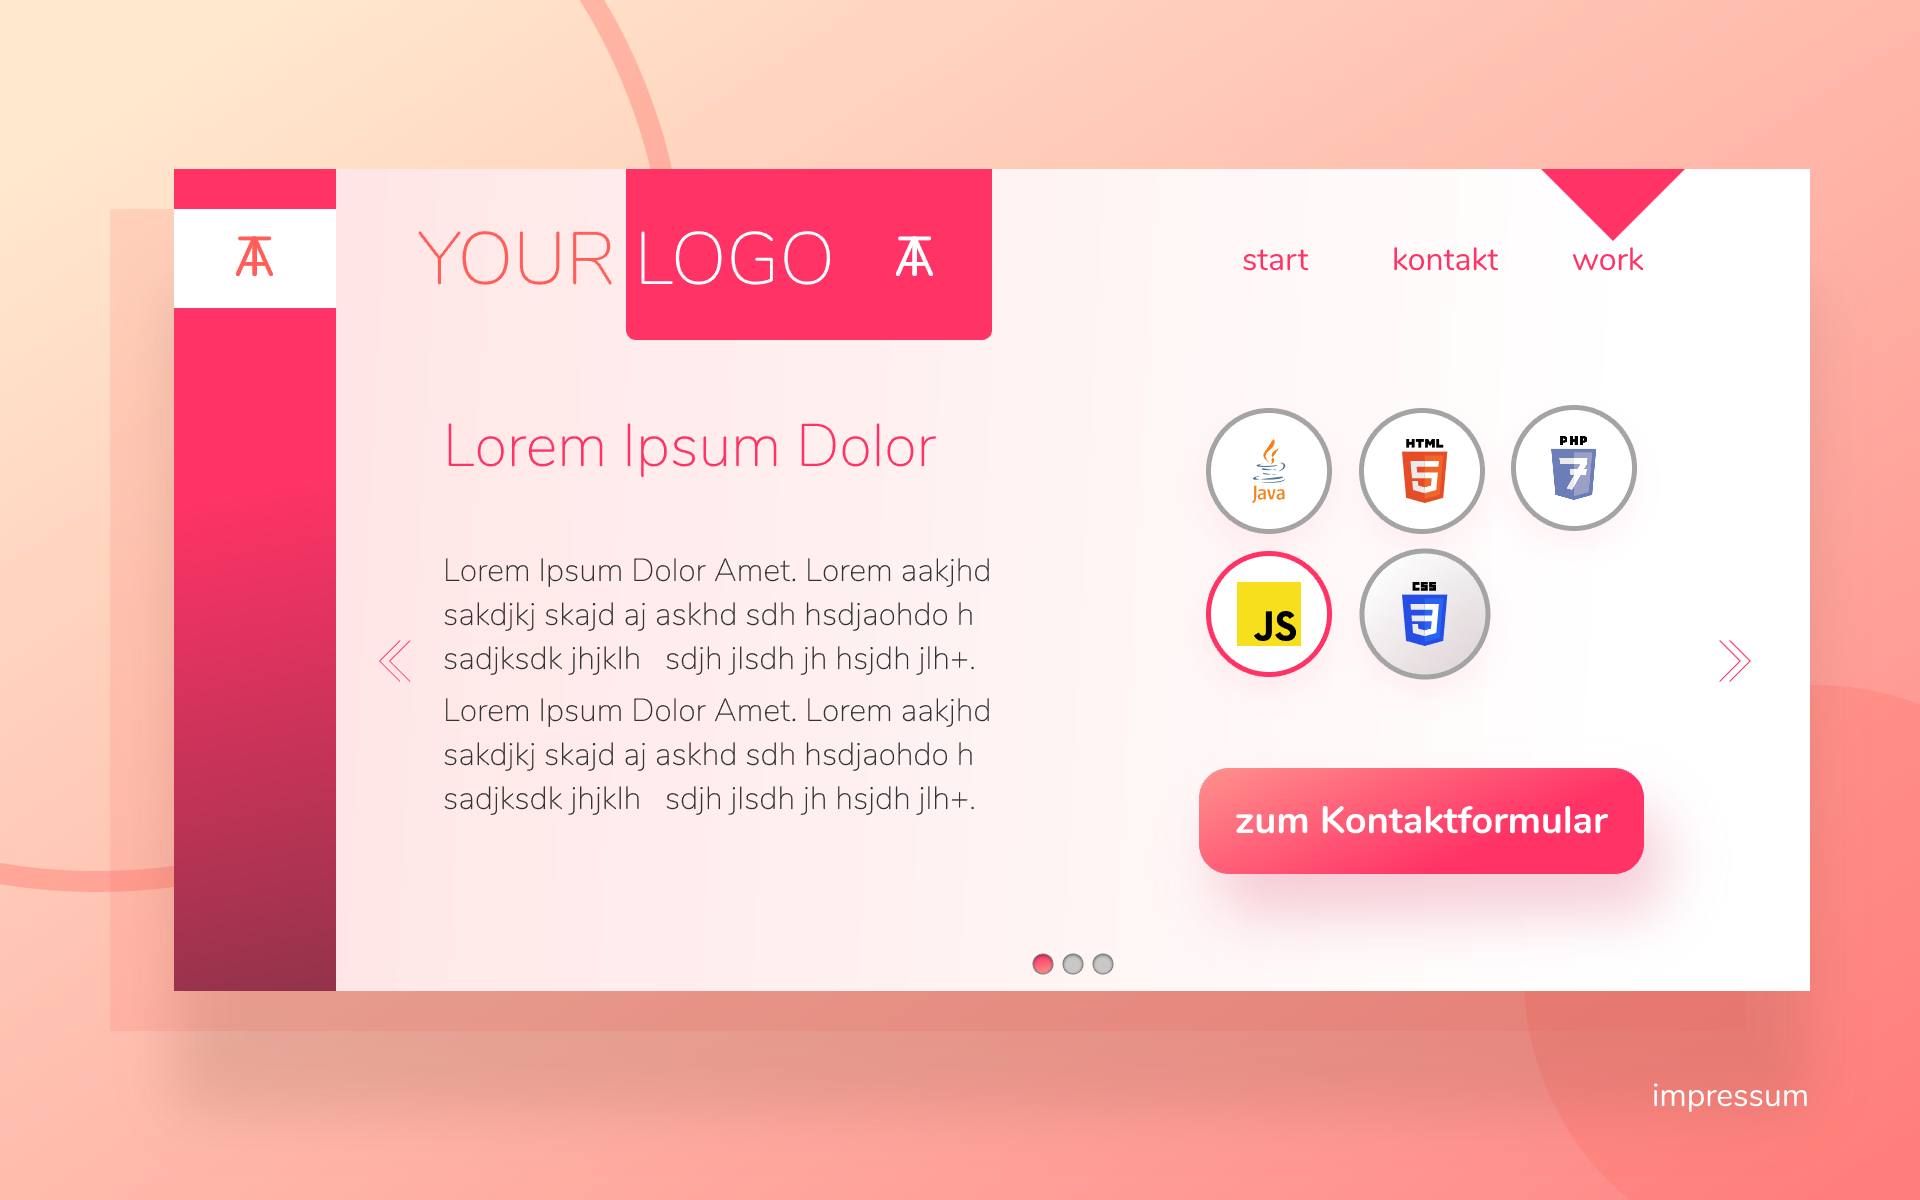 YOUR LOGO
start kontakt work
Lorem Ipsum Dolor
Lorem Ipsum Dolor Amet. Lorem aakjhd
sakdjkj skajd aj askhd sdh hsdjaohdo h
sadjksdk jhjklh sdjh jlsdh jh hsjdh jlh+.
Lorem Ipsum Dolor Amet. Lorem aakjhd
sakdjkj skajd aj askhd sdh hsdjaohdo h
sadjksdk jhjklh sdjh jlsdh jh hsjdh jlh+.
Java
HTML
5
PHP
7
JS
CSS
3
zum Kontaktformular
impressum